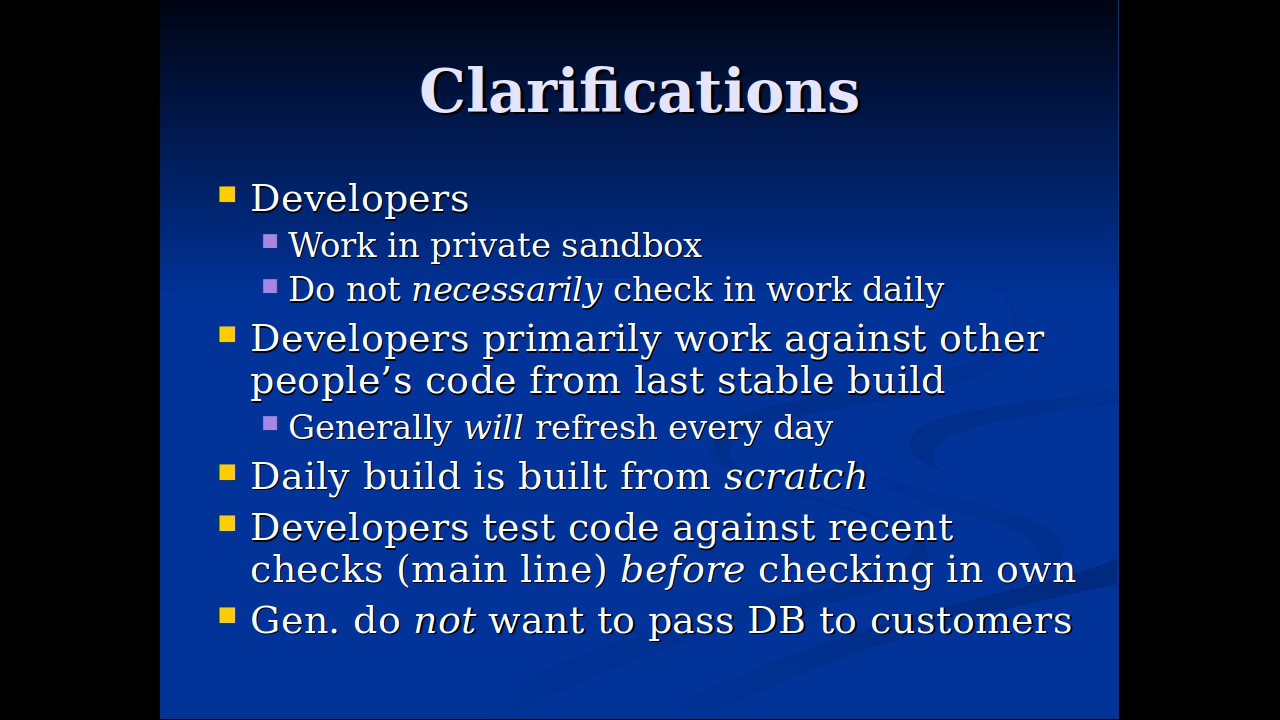 Clarifications
Developers
Work in private sandbox
Do not necessarily check in work daily
Developers primarily work against other
people’s code from last stable build
Generally will refresh every day
Daily build is built from scratch
Developers test code against recent
checks (main line) before checking in own
Gen. do not want to pass DB to customers